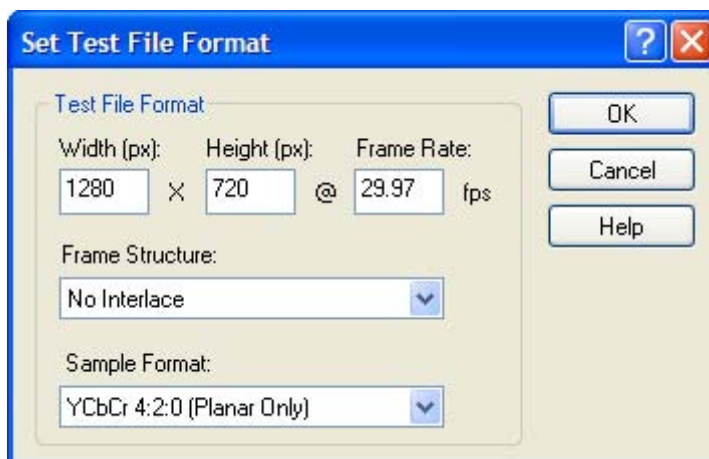 Set Test File Format
?
Test File Format
Width (px): Height (px): Frame Rate:
1280 X 720 @ 29.97 fps
Frame Structure:
No Interlace
Sample Format:
YCbCr 4:2:0 (Planar Only)
OK
Cancel
Help